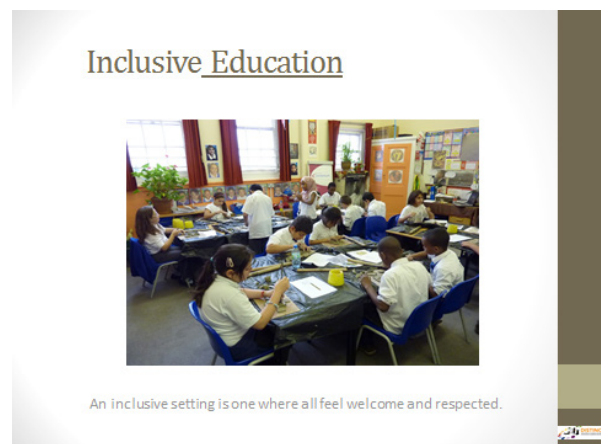 Inclusive Education
An inclusive setting is one where all feel welcome and respected.